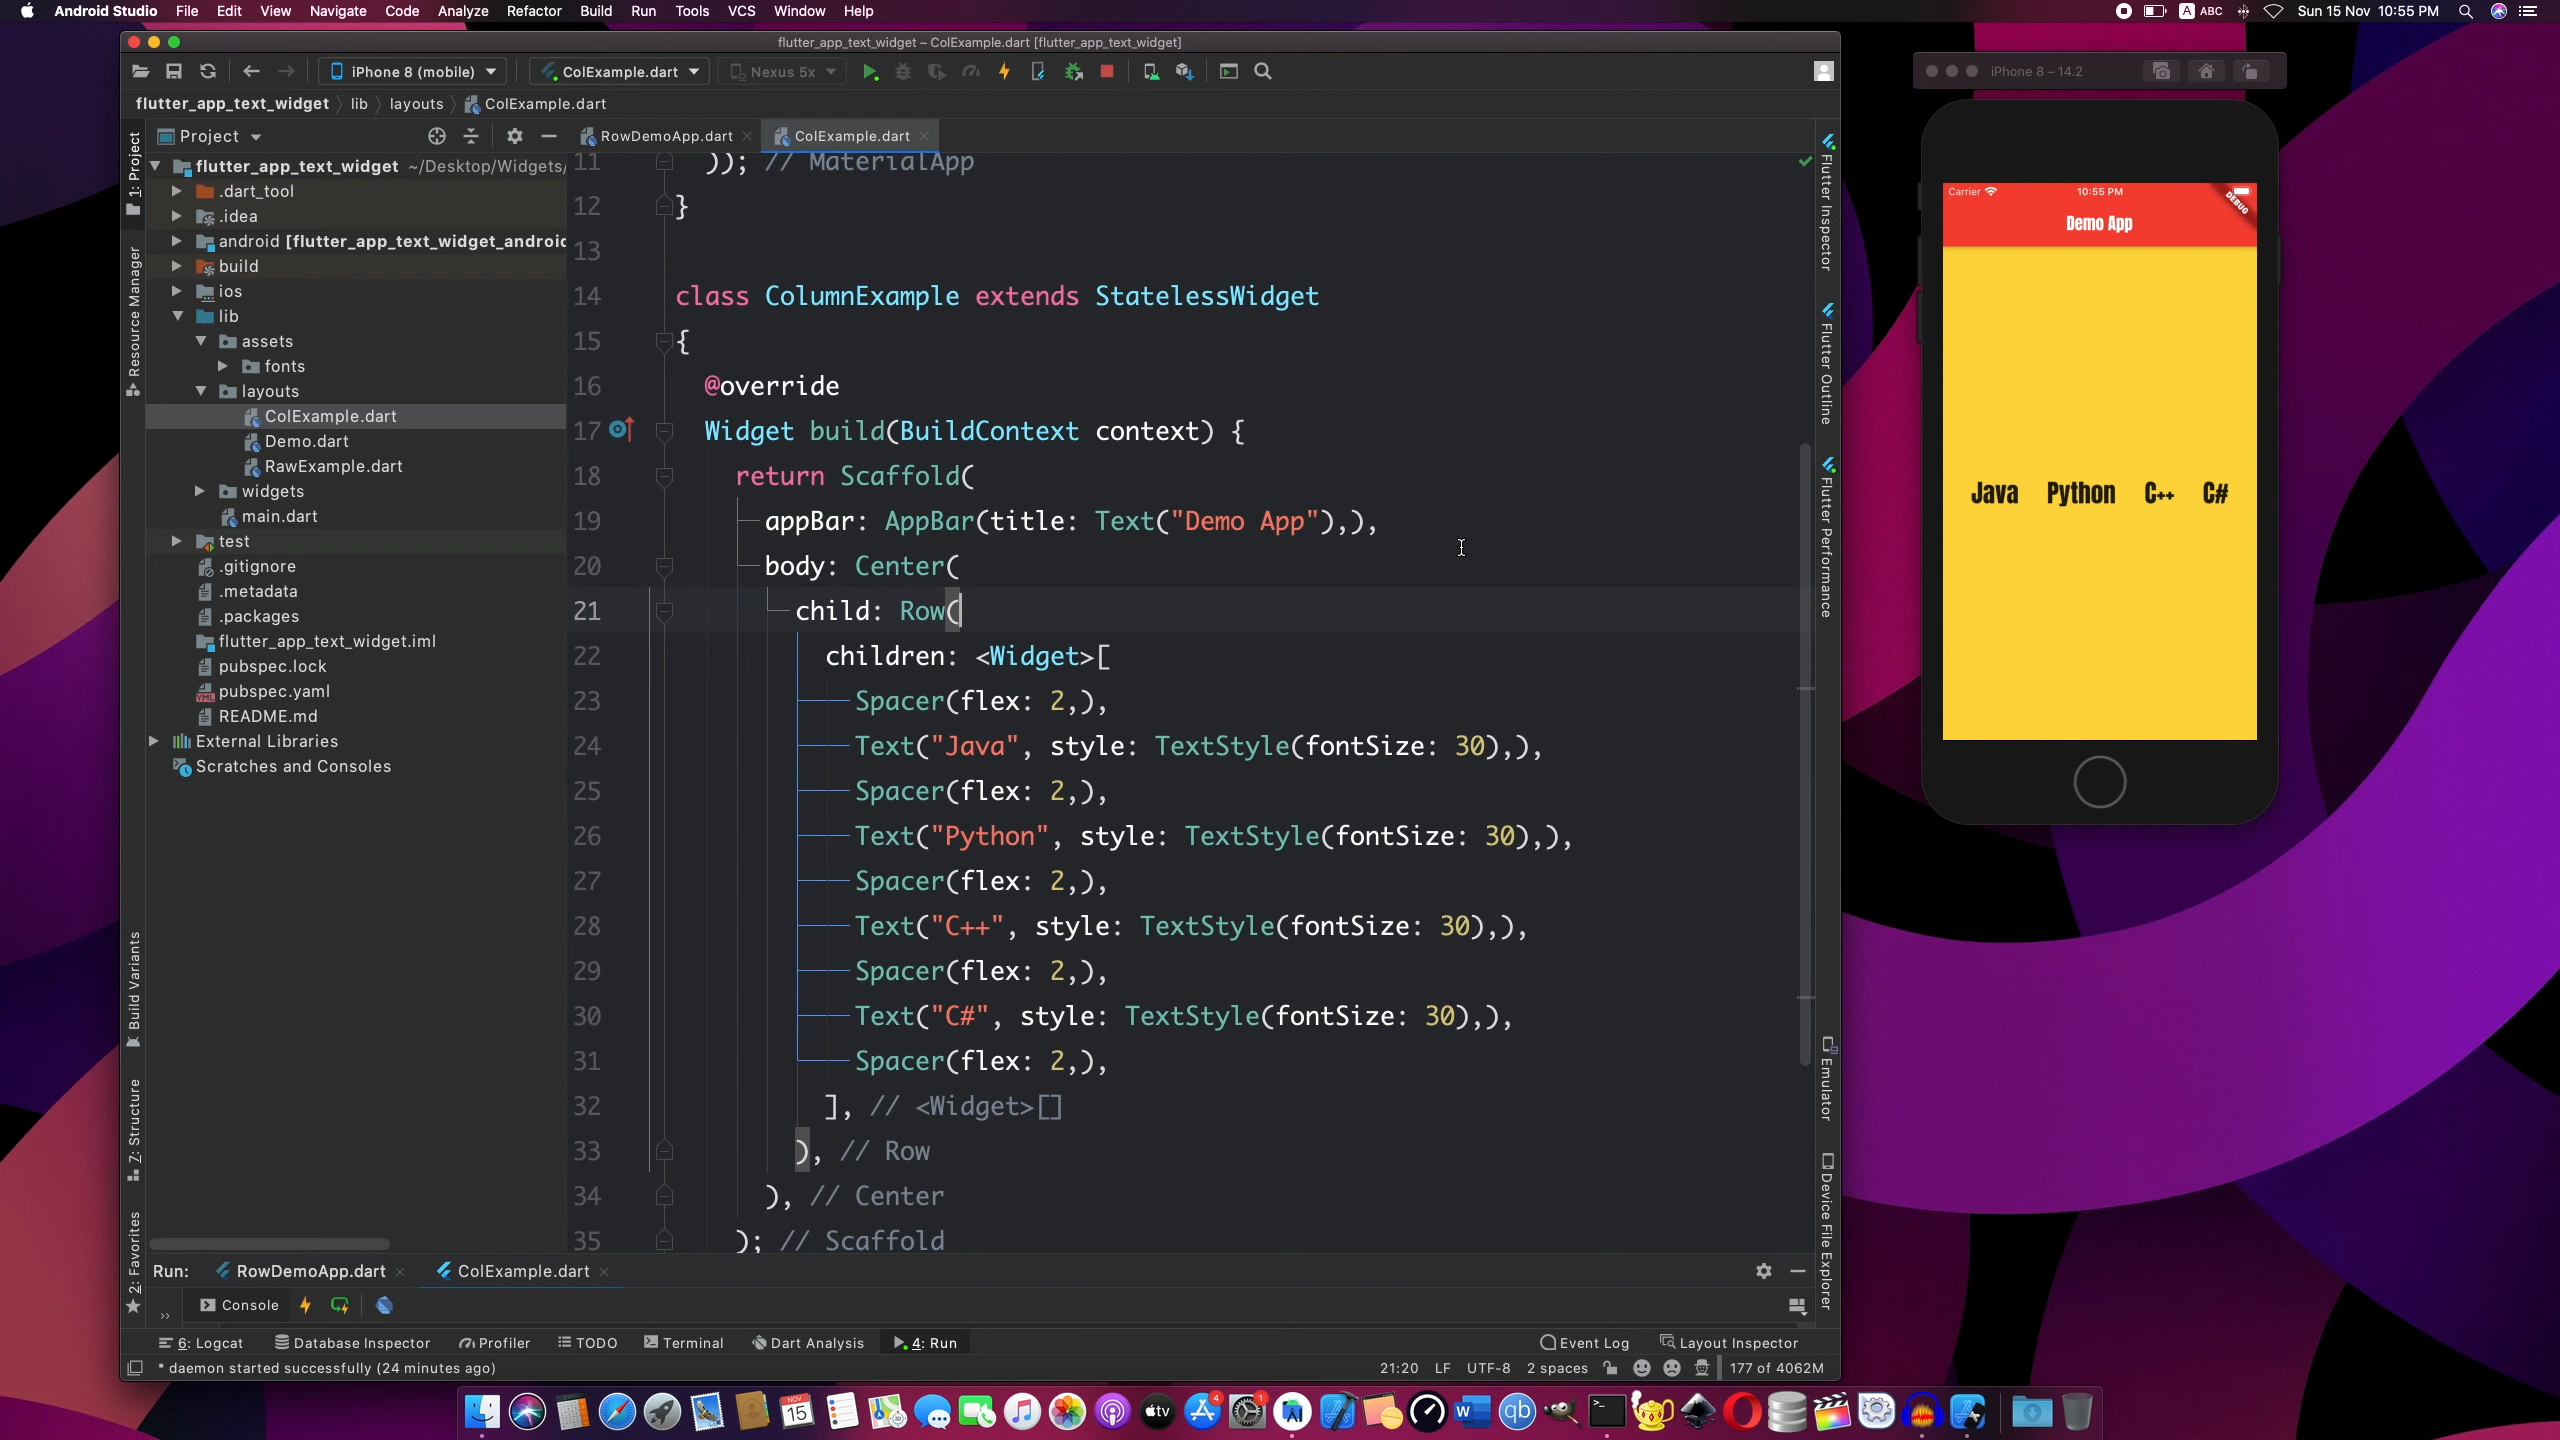 Android Studio File Edit View Navigate Code Analyze Refactor Build Run Tools VCS Window Help
A ABC Sun 15 Nov 10:55 PM
flutter_app_text_widget – ColExample.dart [flutter_app_text_widget]
iPhone 8 (mobile) ColExample.dart Nexus 5x
flutter_app_text_widget lib layouts ColExample.dart
Project
RowDemoApp.dart
ColExample.dart
1: Project
Resource Manager
Build Variants
7: Structure
2: Favorites
flutter_app_text_widget ~/Desktop/Widgets/
.dart_tool
.idea
android [flutter_app_text_widget_android
build
ios
lib
assets
fonts
layouts
ColExample.dart
Demo.dart
RawExample.dart
widgets
main.dart
test
.gitignore
.metadata
.packages
flutter_app_text_widget.iml
pubspec.lock
pubspec.yaml
README.md
External Libraries
Scratches and Consoles
11 )); // MaterialApp
12 }
13
14 class ColumnExample extends StatelessWidget
15 {
16 @override
17 Widget build(BuildContext context) {
18 return Scaffold(
19 appBar: AppBar(title: Text("Demo App"),),
20 body: Center(
21 child: Row(
22 children: <Widget>[
23 Spacer(flex: 2,),
24 Text("Java", style: TextStyle(fontSize: 30),),
25 Spacer(flex: 2,),
26 Text("Python", style: TextStyle(fontSize: 30),),
27 Spacer(flex: 2,),
28 Text("C++", style: TextStyle(fontSize: 30),),
29 Spacer(flex: 2,),
30 Text("C#", style: TextStyle(fontSize: 30),),
31 Spacer(flex: 2,),
32 ], // <Widget>[]
33 ), // Row
34 ), // Center
35 ); // Scaffold
Flutter Inspector
Flutter Outline
Flutter Performance
Emulator
Device File Explorer
Run: RowDemoApp.dart ColExample.dart
» Console
6: Logcat Database Inspector Profiler TODO Terminal Dart Analysis 4: Run Event Log Layout Inspector
* daemon started successfully (24 minutes ago) 21:20 LF UTF-8 2 spaces 177 of 4062M
iPhone 8 – 14.2
Carrier 10:55 PM
DEBUG
Demo App
Java Python C++ C#
NOV
15
tv
4
1
W
qb